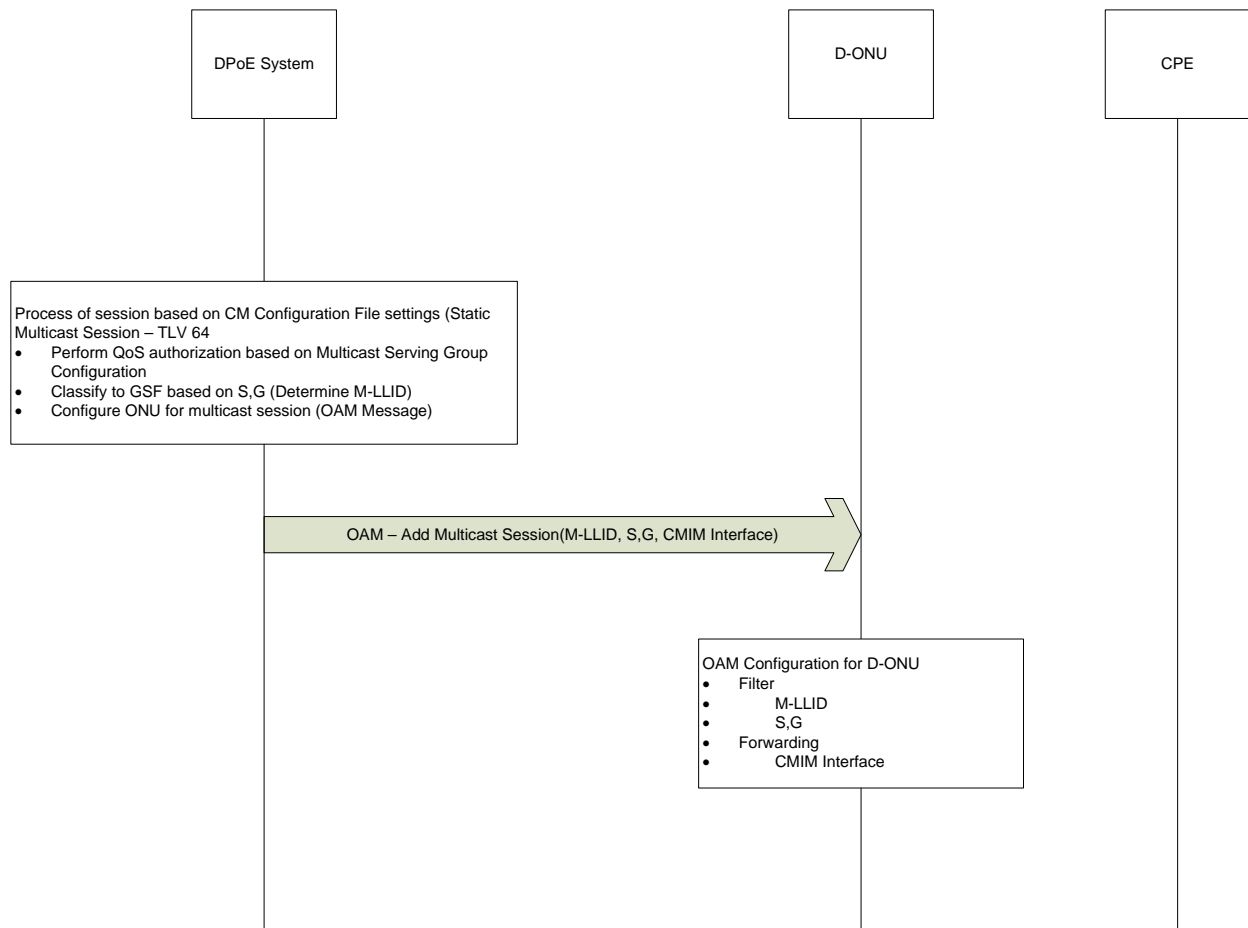 DPoE System
D-ONU
CPE
Process of session based on CM Configuration File settings (Static
Multicast Session – TLV 64
• Perform QoS authorization based on Multicast Serving Group
Configuration
• Classify to GSF based on S,G (Determine M-LLID)
• Configure ONU for multicast session (OAM Message)
OAM – Add Multicast Session(M-LLID, S,G, CMIM Interface)
OAM Configuration for D-ONU
• Filter
• M-LLID
• S,G
• Forwarding
• CMIM Interface